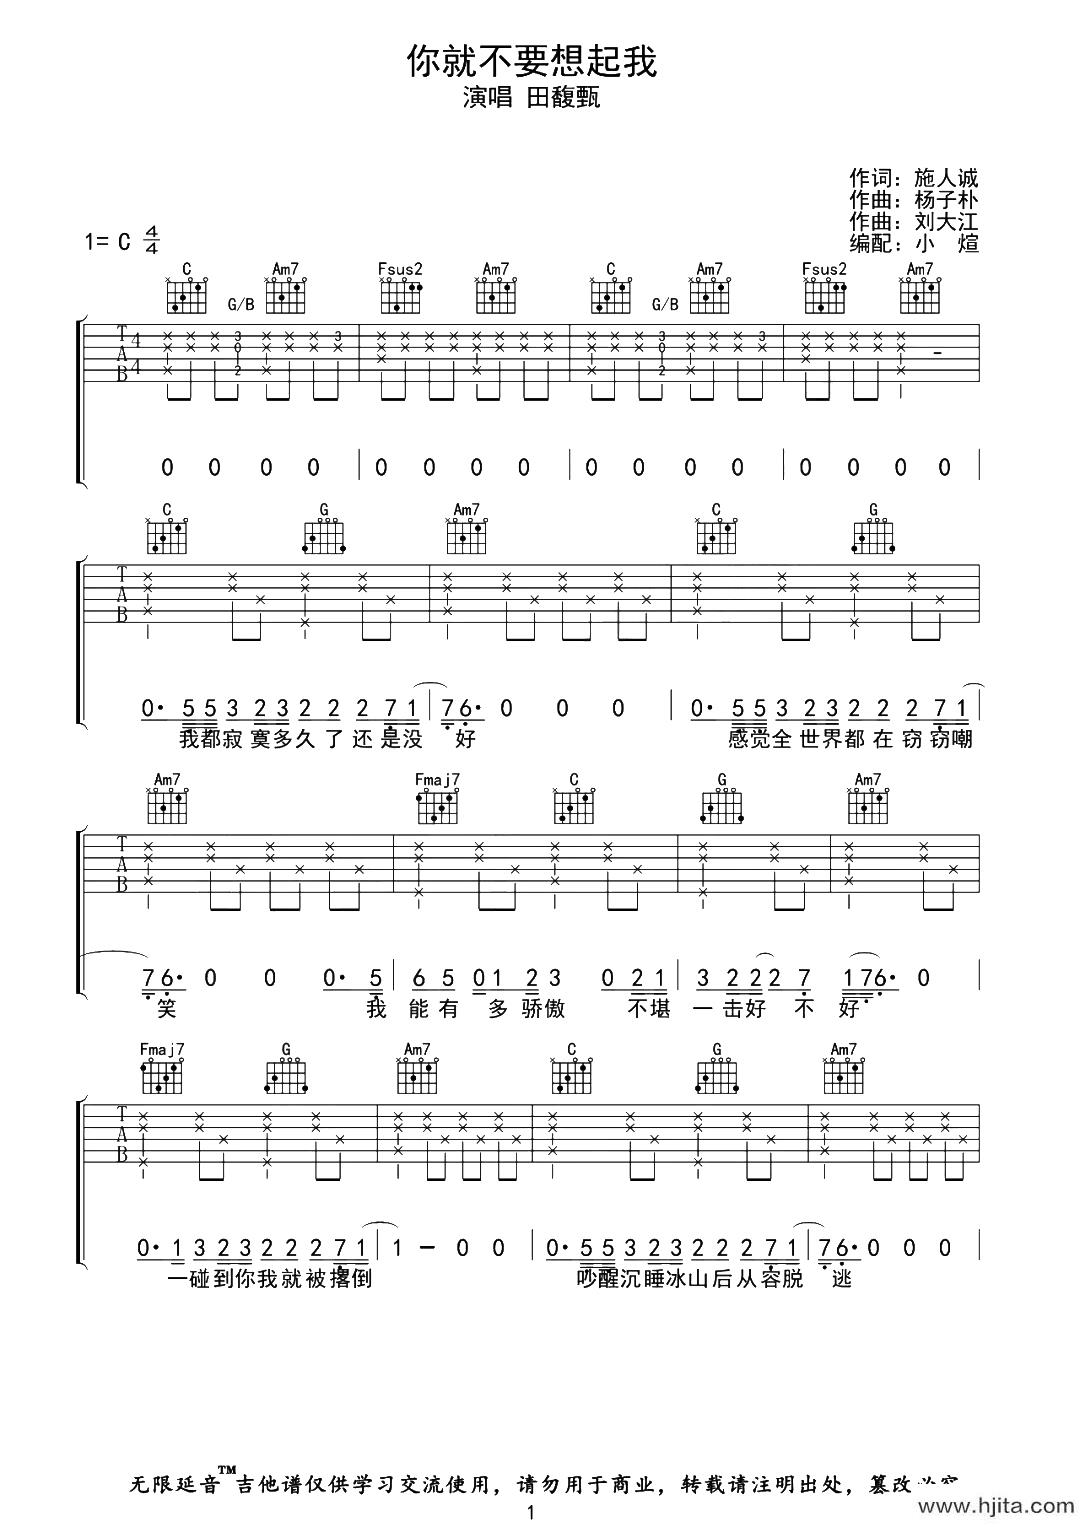 你就不要想起我
演唱 田馥甄
作词：施人诚
作曲：杨子朴
作曲：刘大江
编配：小 煊
1= C 4/4
C G/B Am7 Fsus2 Am7 C G/B Am7 Fsus2 Am7
T A B 4 4 3 0 2 3 3 0 2 3 -
0 0 0 0 | 0 0 0 0 | 0 0 0 0 | 0 0 0 0 |
C G Am7 C G
T A B
0· 5 5 3 2 3 2 2 2 7 1 | 7 6· 0 0 0 | 0· 5 5 3 2 3 2 2 2 7 1
我都寂寞多久了还是没 好 感觉全世界都在窃窃嘲
Am7 Fmaj7 C G Am7
T A B
7 6· 0 0 0· 5 | 6 5 0 1 2 3 0 2 1 | 3 2 2 2 2 7 1 7 6· 0 |
笑 我 能有 多骄傲 不堪 一击好 不 好
Fmaj7 G Am7 C G Am7
T A B
0· 1 3 2 3 2 2 2 7 1 | 1 – 0 0 | 0· 5 5 3 2 3 2 2 2 7 1 | 7 6· 0 0 0 |
一碰到你我就被撂倒 吵醒沉睡冰山后从容脱 逃
无限延音™吉他谱仅供学习交流使用，请勿用于商业，转载请注明出处，篡改
1
www.hjita.com